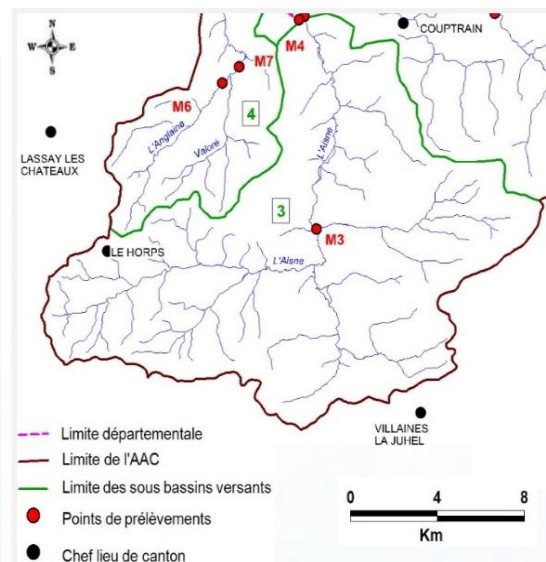 N
W E
S
COUPTRAIN
M4
M7
M6
4
L'Anglaine
Valoré
L'Aisne
LASSAY LES
CHATEAUX
3
M3
LE HORPS
L'Aisne
VILLAINES
LA JUHEL
Limite départementale
Limite de l'AAC
Limite des sous bassins versants
Points de prélèvements
Chef lieu de canton
0 4 8
Km